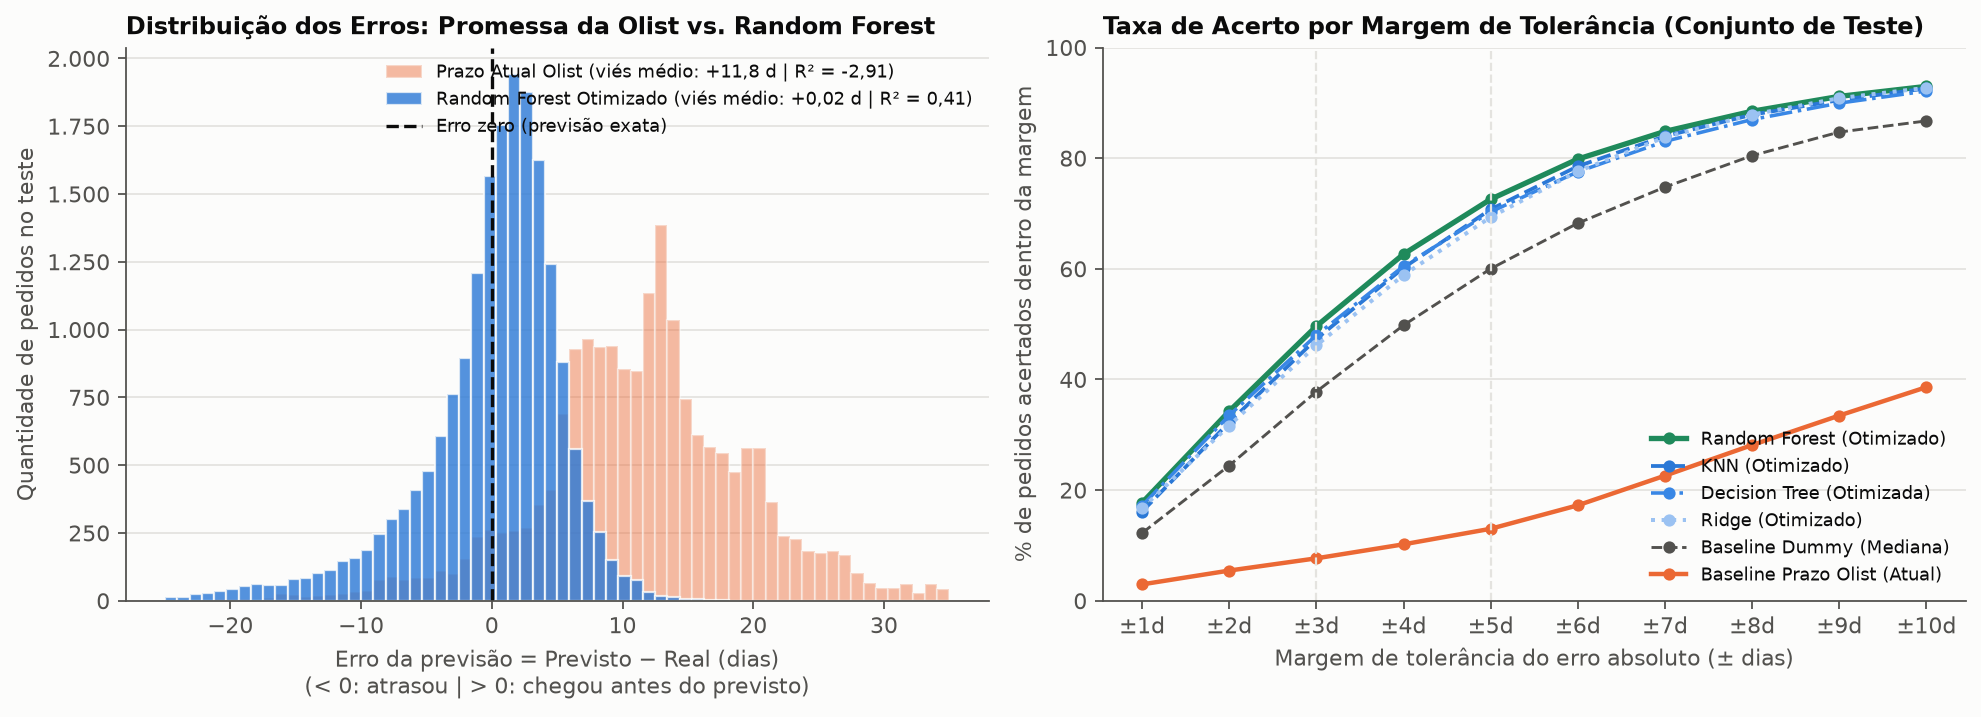 Distribuição dos Erros: Promessa da Olist vs. Random Forest
Quantidade de pedidos no teste
2.000
1.750
1.500
1.250
1.000
750
500
250
0
Prazo Atual Olist (viés médio: +11,8 d | R² = -2,91)
Random Forest Otimizado (viés médio: +0,02 d | R² = 0,41)
Erro zero (previsão exata)
−20
−10
0
10
20
30
Erro da previsão = Previsto − Real (dias)
(< 0: atrasou | > 0: chegou antes do previsto)
Taxa de Acerto por Margem de Tolerância (Conjunto de Teste)
% de pedidos acertados dentro da margem
100
80
60
40
20
0
Random Forest (Otimizado)
KNN (Otimizado)
Decision Tree (Otimizada)
Ridge (Otimizado)
Baseline Dummy (Mediana)
Baseline Prazo Olist (Atual)
±1d
±2d
±3d
±4d
±5d
±6d
±7d
±8d
±9d
±10d
Margem de tolerância do erro absoluto (± dias)